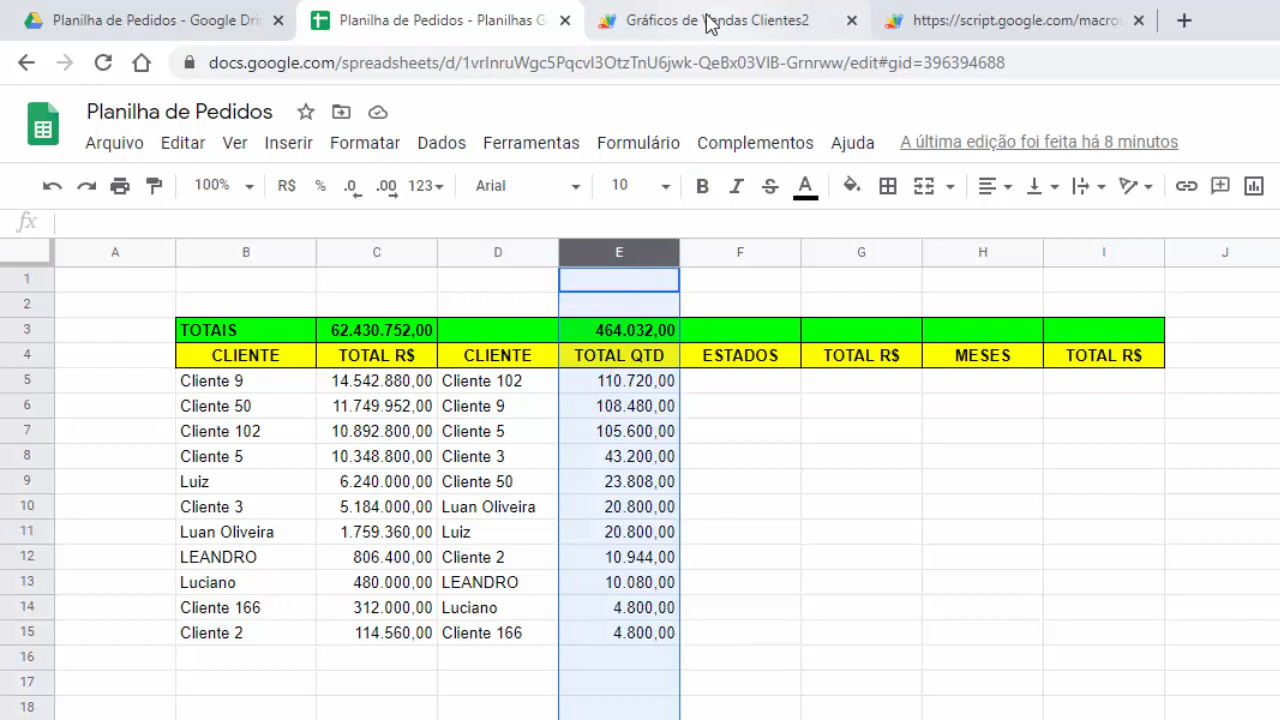 Planilha de Pedidos - Google Dri
Planilha de Pedidos - Planilhas G
Gráficos de Vendas Clientes2
https://script.google.com/macros
docs.google.com/spreadsheets/d/1vrInruWgc5PqcvI3OtzTnU6jwk-QeBx03VIB-Grnrww/edit#gid=396394688
Planilha de Pedidos
Arquivo Editar Ver Inserir Formatar Dados Ferramentas Formulário Complementos Ajuda A última edição foi feita há 8 minutos
100% R$ % .0 .00 123 Arial 10 B I S A
fx
A B C D E F G H I J
1
2
3 TOTAIS 62.430.752,00 464.032,00
4 CLIENTE TOTAL R$ CLIENTE TOTAL QTD ESTADOS TOTAL R$ MESES TOTAL R$
5 Cliente 9 14.542.880,00 Cliente 102 110.720,00
6 Cliente 50 11.749.952,00 Cliente 9 108.480,00
7 Cliente 102 10.892.800,00 Cliente 5 105.600,00
8 Cliente 5 10.348.800,00 Cliente 3 43.200,00
9 Luiz 6.240.000,00 Cliente 50 23.808,00
10 Cliente 3 5.184.000,00 Luan Oliveira 20.800,00
11 Luan Oliveira 1.759.360,00 Luiz 20.800,00
12 LEANDRO 806.400,00 Cliente 2 10.944,00
13 Luciano 480.000,00 LEANDRO 10.080,00
14 Cliente 166 312.000,00 Luciano 4.800,00
15 Cliente 2 114.560,00 Cliente 166 4.800,00
16
17
18